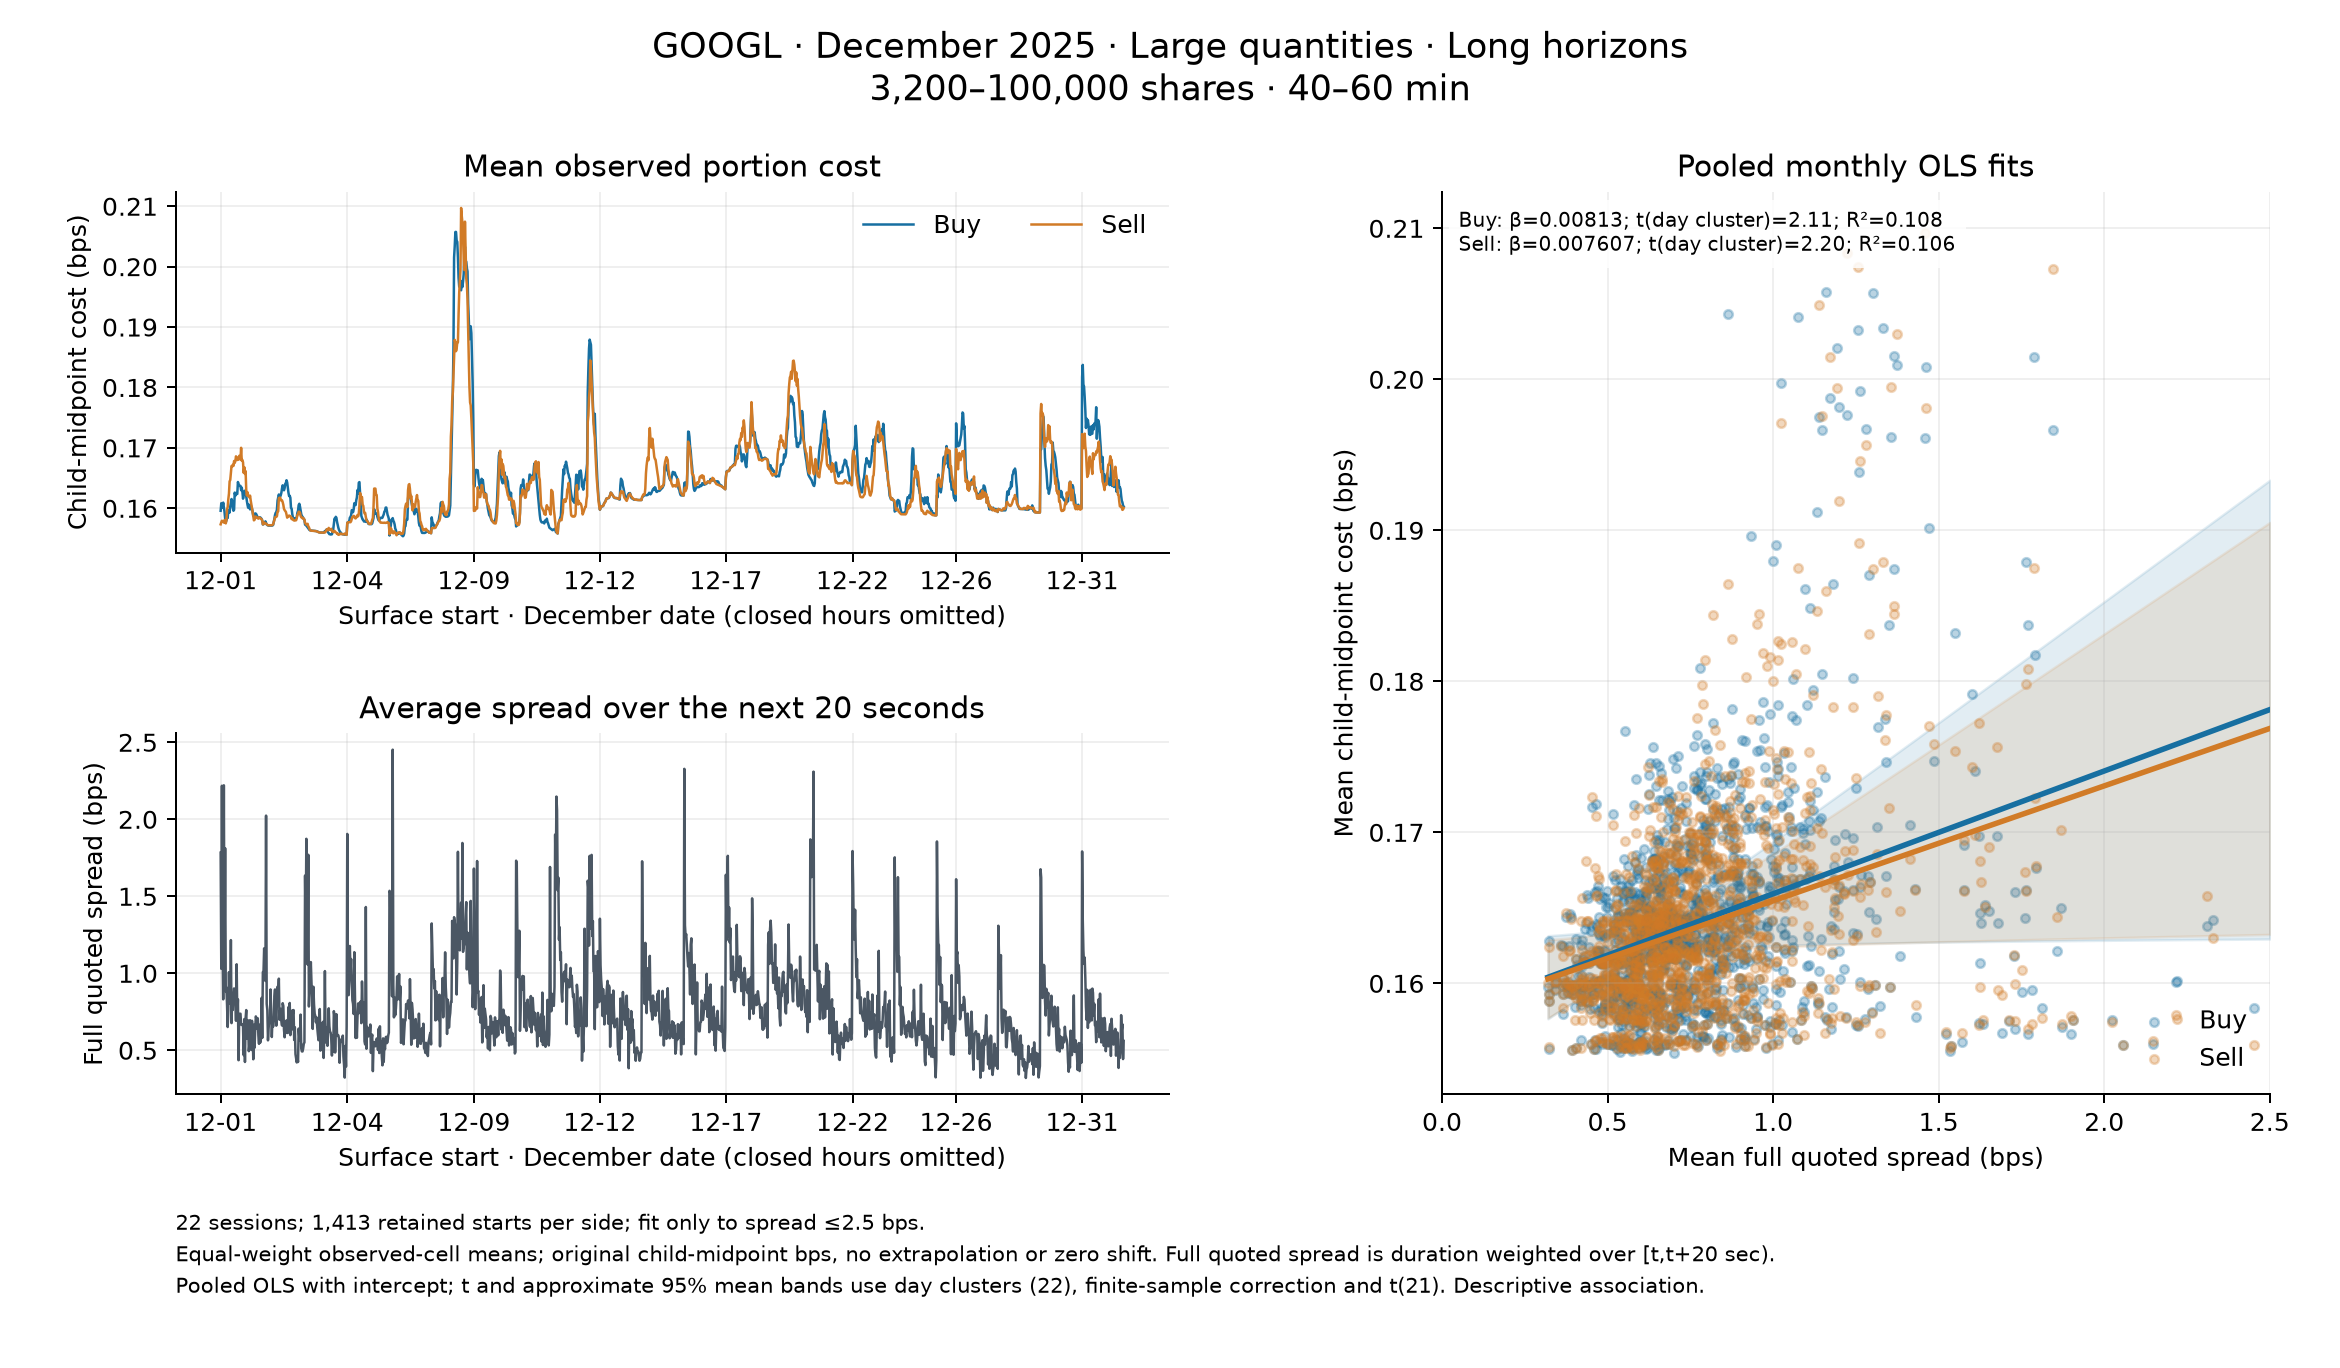 GOOGL · December 2025 · Large quantities · Long horizons
3,200–100,000 shares · 40–60 min
Mean observed portion cost
Child-midpoint cost (bps)
0.21
0.20
0.19
0.18
0.17
0.16
Buy Sell
12-01 12-04 12-09 12-12 12-17 12-22 12-26 12-31
Surface start · December date (closed hours omitted)
Average spread over the next 20 seconds
Full quoted spread (bps)
2.5
2.0
1.5
1.0
0.5
12-01 12-04 12-09 12-12 12-17 12-22 12-26 12-31
Surface start · December date (closed hours omitted)
Pooled monthly OLS fits
Buy: β=0.00813; t(day cluster)=2.11; R²=0.108
Sell: β=0.007607; t(day cluster)=2.20; R²=0.106
Mean child-midpoint cost (bps)
0.21
0.20
0.19
0.18
0.17
0.16
Buy
Sell
0.0 0.5 1.0 1.5 2.0 2.5
Mean full quoted spread (bps)
22 sessions; 1,413 retained starts per side; fit only to spread ≤2.5 bps.
Equal-weight observed-cell means; original child-midpoint bps, no extrapolation or zero shift. Full quoted spread is duration weighted over [t,t+20 sec).
Pooled OLS with intercept; t and approximate 95% mean bands use day clusters (22), finite-sample correction and t(21). Descriptive association.